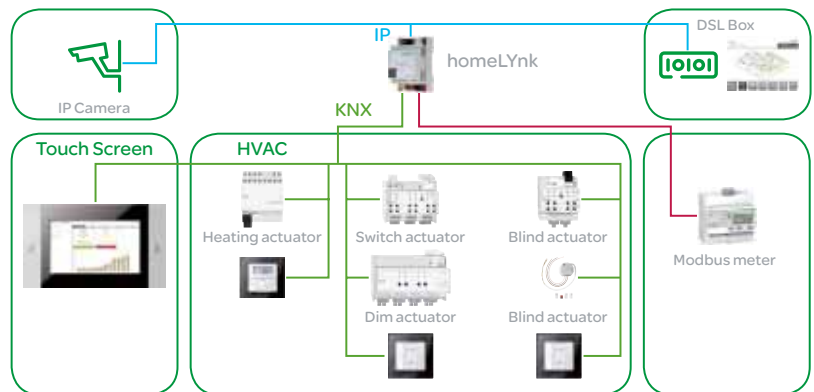 DSL Box
IP
homeLYnk
IP Camera
KNX
Touch Screen
HVAC
Heating actuator
Switch actuator
Blind actuator
Modbus meter
Dim actuator
Blind actuator